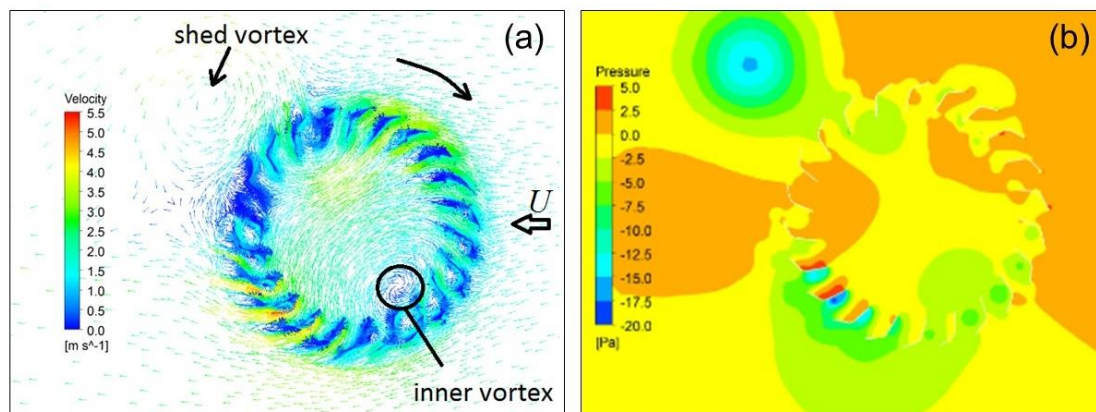 shed vortex
(a)
Velocity
5.5
5.0
4.5
4.0
3.5
3.0
2.5
2.0
1.5
1.0
0.5
0.0
[m s^-1]
U
inner vortex
(b)
Pressure
5.0
2.5
0.0
-2.5
-5.0
-7.5
-10.0
-12.5
-15.0
-17.5
-20.0
[Pa]